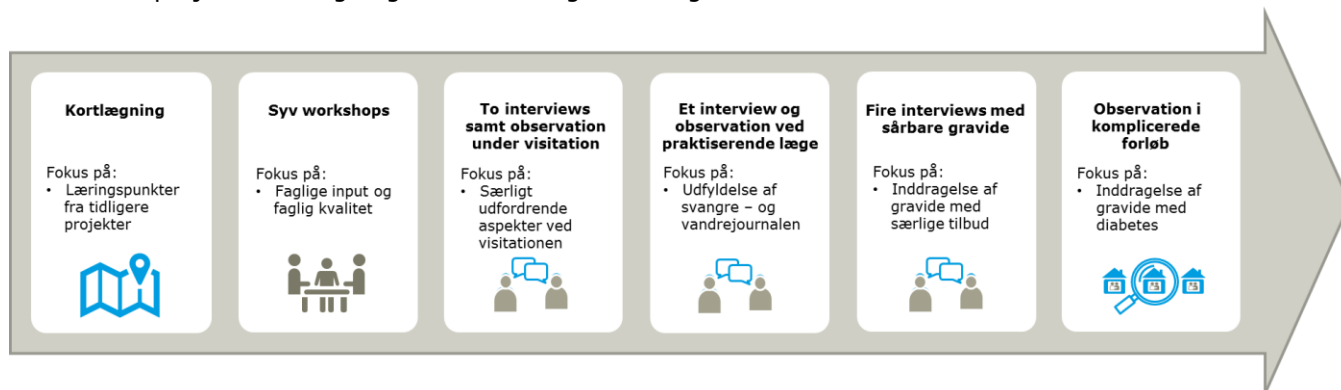 Kortlægning
Fokus på:
• Læringspunkter
fra tidligere
projekter
Syv workshops
Fokus på:
• Faglige input og
faglig kvalitet
To interviews
samt observation
under visitation
Fokus på:
• Særligt
udfordrende
aspekter ved
visitationen
Et interview og
observation ved
praktiserende læge
Fokus på:
• Udfyldelse af
svangre – og
vandrejournalen
Fire interviews med
sårbare gravide
Fokus på:
• Inddragelse af
gravide med
særlige tilbud
Observation i
komplicerede
forløb
Fokus på:
• Inddragelse af
gravide med
diabetes